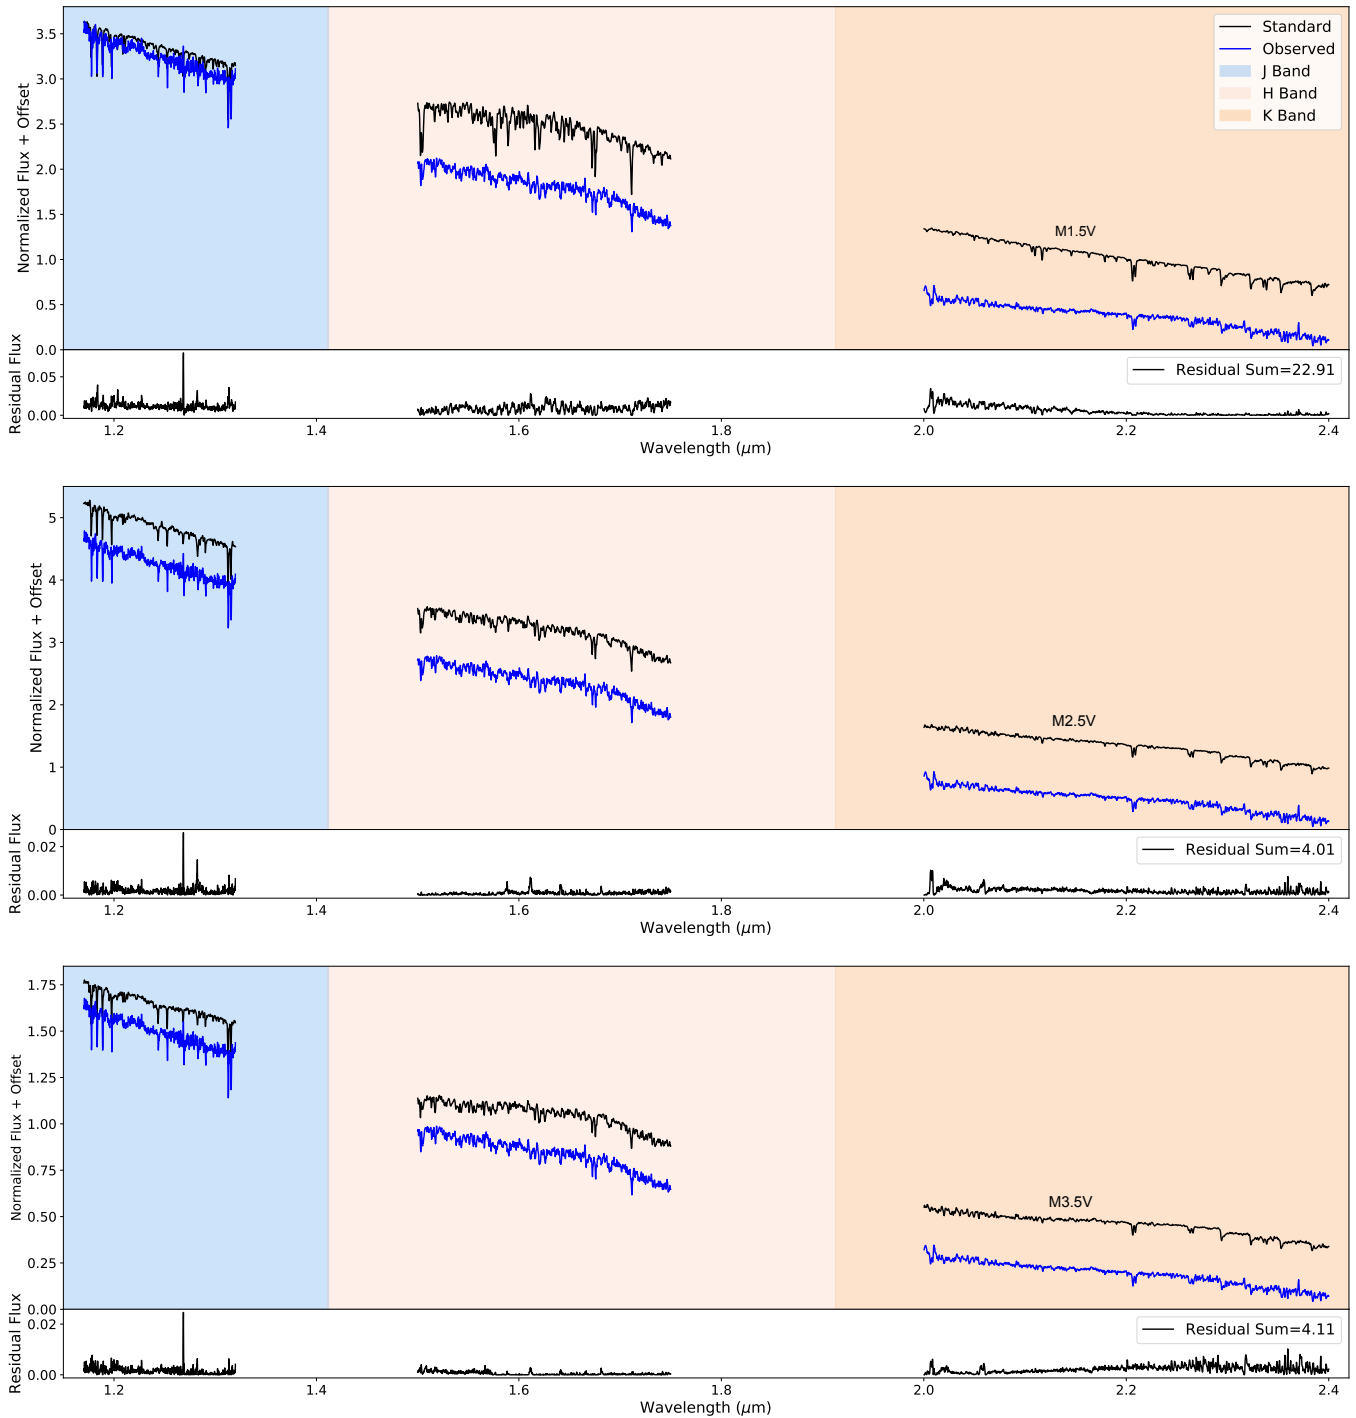 Normalized Flux + Offset
3.5
3.0
2.5
2.0
1.5
1.0
0.5
0.0
Standard
Observed
J Band
H Band
K Band
M1.5V
Residual Flux
0.05
0.00
Residual Sum=22.91
1.2 1.4 1.6 1.8 2.0 2.2 2.4
Wavelength (μm)
Normalized Flux + Offset
5
4
3
2
1
0
M2.5V
Residual Flux
0.02
0.00
Residual Sum=4.01
1.2 1.4 1.6 1.8 2.0 2.2 2.4
Wavelength (μm)
Normalized Flux + Offset
1.75
1.50
1.25
1.00
0.75
0.50
0.25
0.00
M3.5V
Residual Flux
0.02
0.00
Residual Sum=4.11
1.2 1.4 1.6 1.8 2.0 2.2 2.4
Wavelength (μm)